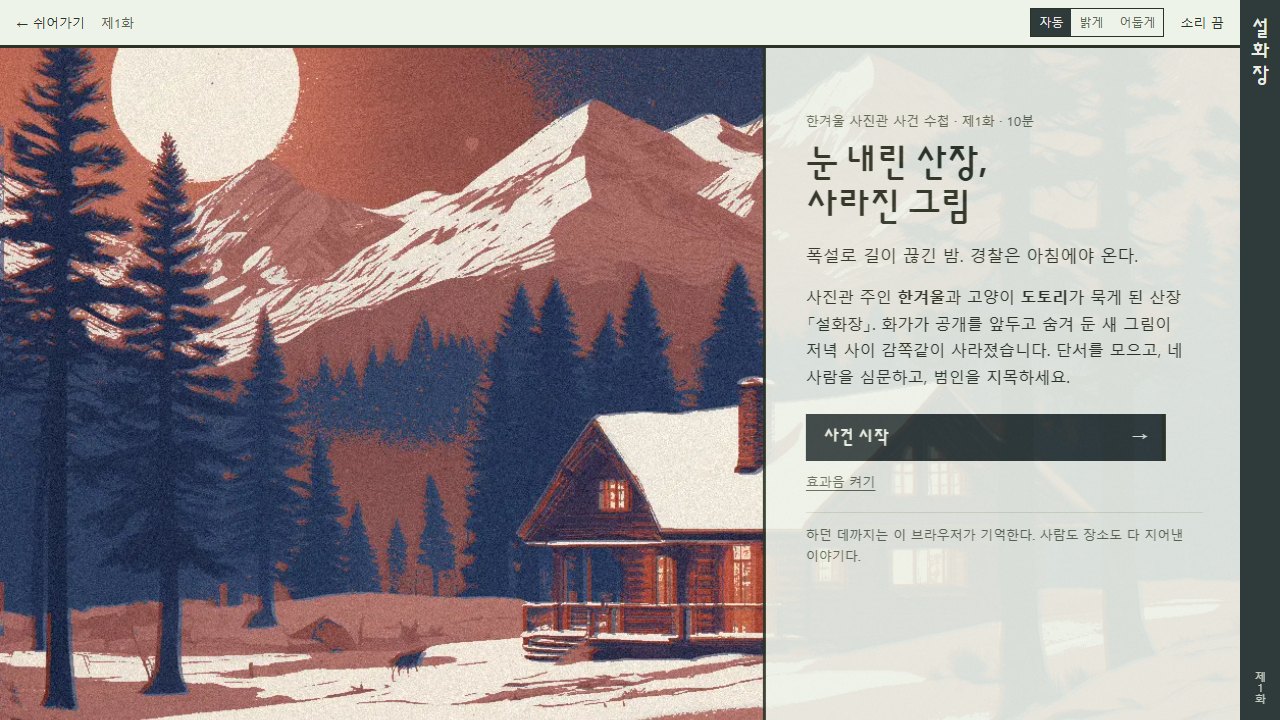 ← 쉬어가기 제1화
자동 밝게 어둡게 소리 끔
한겨울 사진관 사건 수첩 · 제1화 · 10분
눈 내린 산장,
사라진 그림
폭설로 길이 끊긴 밤. 경찰은 아침에야 온다.
사진관 주인 한겨울과 고양이 도토리가 묵게 된 산장
「설화장」. 화가가 공개를 앞두고 숨겨 둔 새 그림이
저녁 사이 감쪽같이 사라졌습니다. 단서를 모으고, 네
사람을 심문하고, 범인을 지목하세요.
사건 시작 →
효과음 켜기
하던 데까지는 이 브라우저가 기억한다. 사람도 장소도 다 지어낸
이야기다.
설화장
제1화